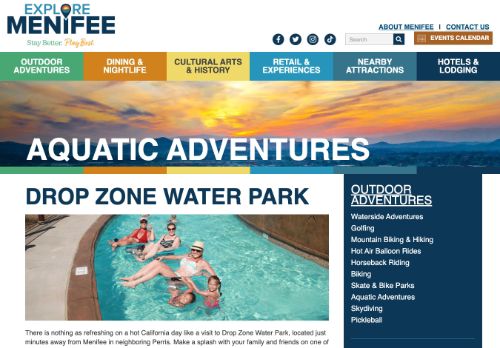 EXPLORE
MENIFEE
Stay Better. Play Best.
ABOUT MENIFEE | CONTACT US
Search
EVENTS CALENDAR
OUTDOOR
ADVENTURES
DINING &
NIGHTLIFE
CULTURAL ARTS
& HISTORY
RETAIL &
EXPERIENCES
NEARBY
ATTRACTIONS
HOTELS &
LODGING
AQUATIC ADVENTURES
DROP ZONE WATER PARK
There is nothing as refreshing on a hot California day like a visit to Drop Zone Water Park, located just
minutes away from Menifee in neighboring Perris. Make a splash with your family and friends on one of
OUTDOOR
ADVENTURES
Waterside Adventures
Golfing
Mountain Biking & Hiking
Hot Air Balloon Rides
Horseback Riding
Biking
Skate & Bike Parks
Aquatic Adventures
Skydiving
Pickleball